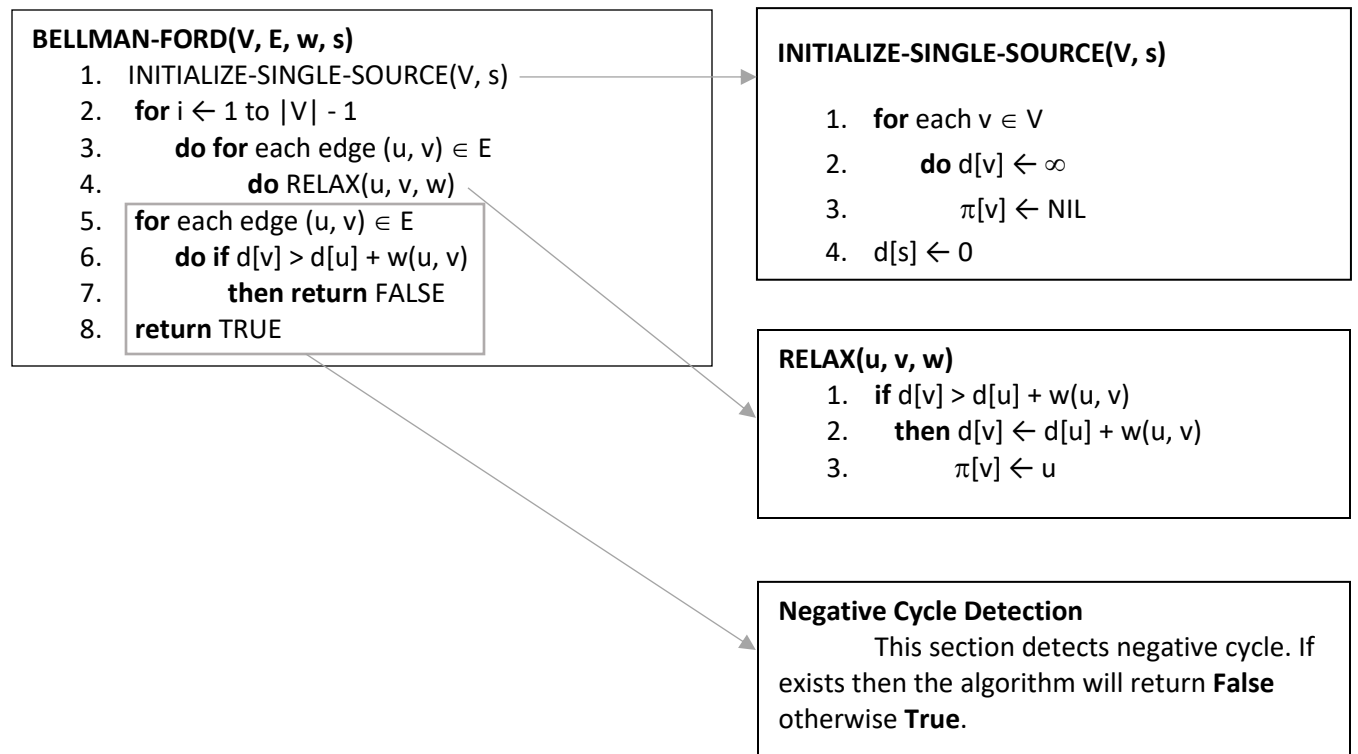 BELLMAN-FORD(V, E, w, s)
1. INITIALIZE-SINGLE-SOURCE(V, s)
2. for i ← 1 to |V| - 1
3. do for each edge (u, v) ∈ E
4. do RELAX(u, v, w)
5. for each edge (u, v) ∈ E
6. do if d[v] > d[u] + w(u, v)
7. then return FALSE
8. return TRUE
INITIALIZE-SINGLE-SOURCE(V, s)
1. for each v ∈ V
2. do d[v] ← ∞
3. π[v] ← NIL
4. d[s] ← 0
RELAX(u, v, w)
1. if d[v] > d[u] + w(u, v)
2. then d[v] ← d[u] + w(u, v)
3. π[v] ← u
Negative Cycle Detection
This section detects negative cycle. If
exists then the algorithm will return False
otherwise True.